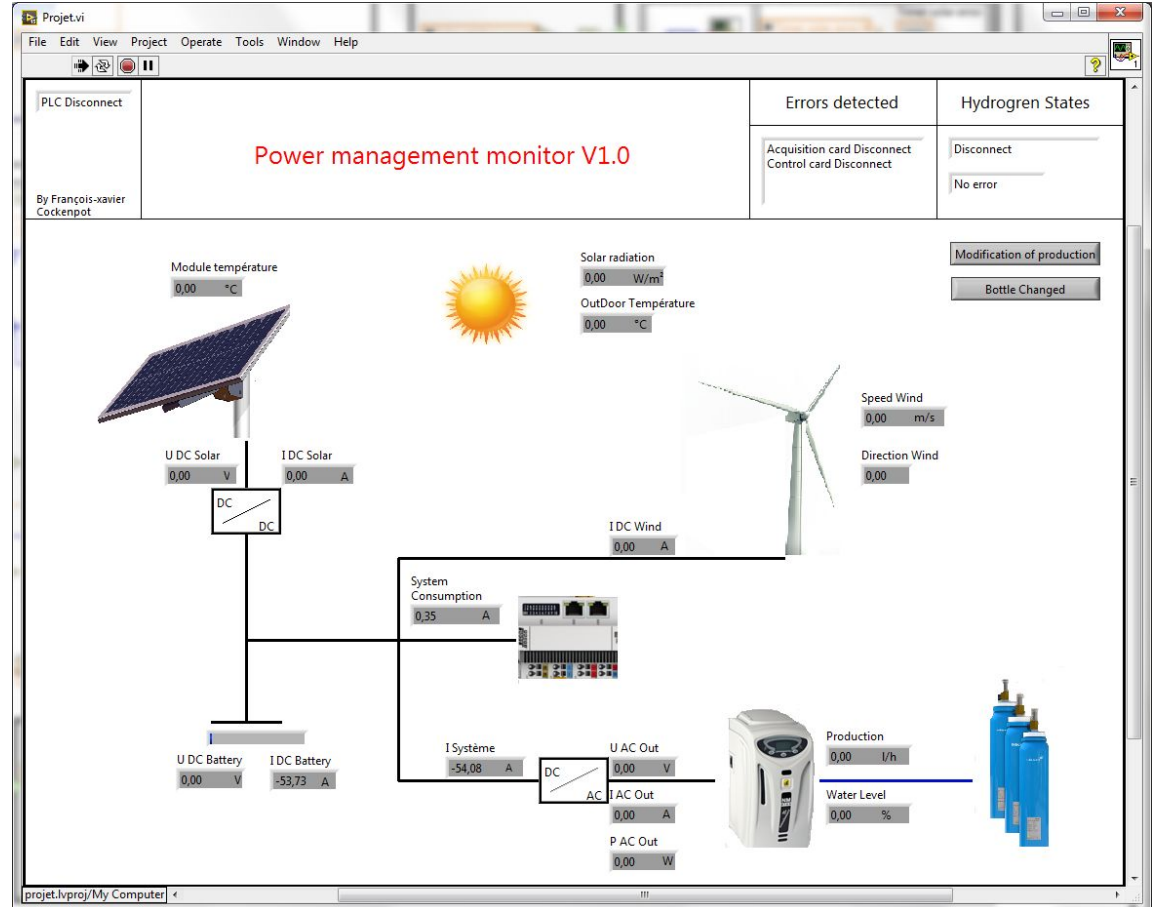 Projet.vi
File Edit View Project Operate Tools Window Help
PLC Disconnect
By François-xavier
Cockenpot
Power management monitor V1.0
Errors detected
Acquisition card Disconnect
Control card Disconnect
Hydrogren States
Disconnect
No error
Modification of production
Bottle Changed
Module température
0,00 °C
Solar radiation
0,00 W/m²
OutDoor Température
0,00 °C
Speed Wind
0,00 m/s
Direction Wind
0,00
U DC Solar
0,00 V
I DC Solar
0,00 A
DC
DC
I DC Wind
0,00 A
System
Consumption
0,35 A
U DC Battery
0,00 V
I DC Battery
-53,73 A
I Système
-54,08 A
DC
AC
U AC Out
0,00 V
I AC Out
0,00 A
P AC Out
0,00 W
Production
0,00 l/h
Water Level
0,00 %
projet.lvproj/My Computer